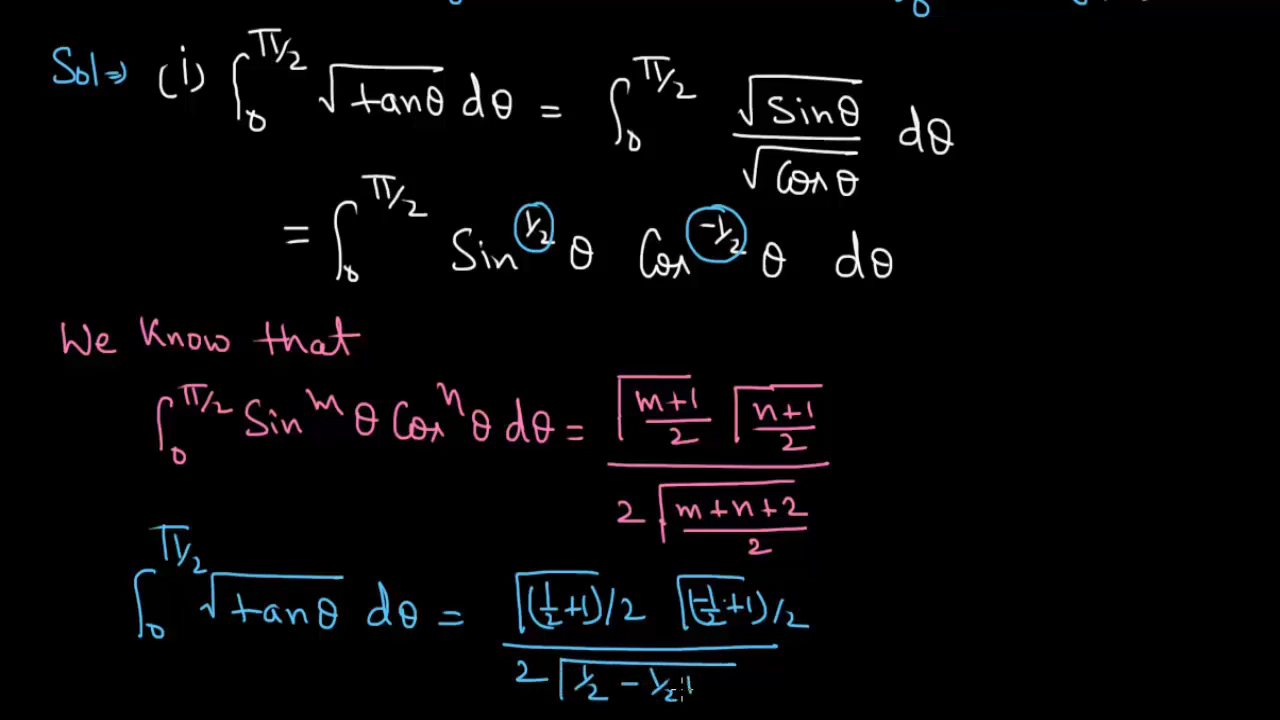 Sol⇒ (i) ∫₀^π/2 √tanθ dθ = ∫₀^π/2 √Sinθ / √Cosθ dθ
= ∫₀^π/2 Sin^1/2 θ Cos^-1/2 θ dθ
We know that
∫₀^π/2 Sin^m θ Cos^n θ dθ = Γ(m+1)/2 Γ(n+1)/2 / 2 Γ(m+n+2)/2
∫₀^π/2 √tanθ dθ = Γ(1/2+1)/2 Γ(-1/2+1)/2 / 2 Γ1/2 - 1/2